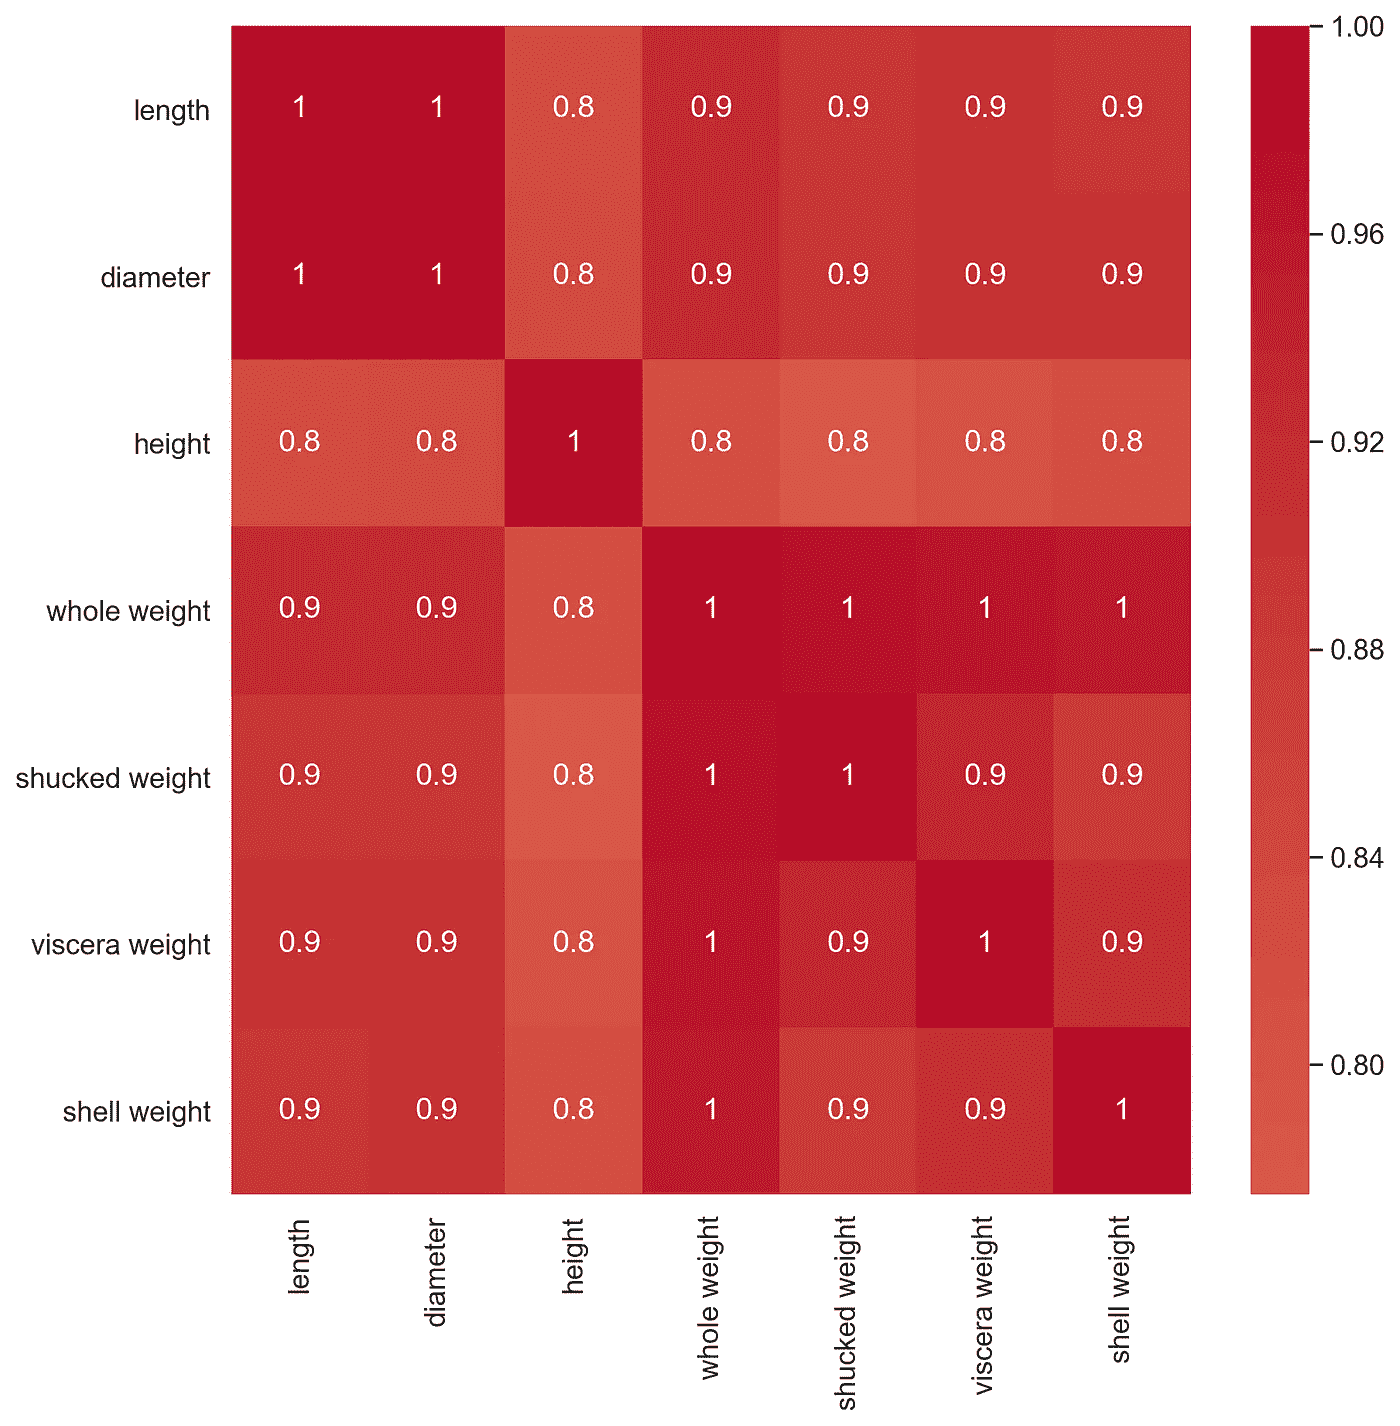 length 1 1 0.8 0.9 0.9 0.9 0.9
diameter 1 1 0.8 0.9 0.9 0.9 0.9
height 0.8 0.8 1 0.8 0.8 0.8 0.8
whole weight 0.9 0.9 0.8 1 1 1 1
shucked weight 0.9 0.9 0.8 1 1 0.9 0.9
viscera weight 0.9 0.9 0.8 1 0.9 1 0.9
shell weight 0.9 0.9 0.8 1 0.9 0.9 1
length
diameter
height
whole weight
shucked weight
viscera weight
shell weight
1.00
0.96
0.92
0.88
0.84
0.80